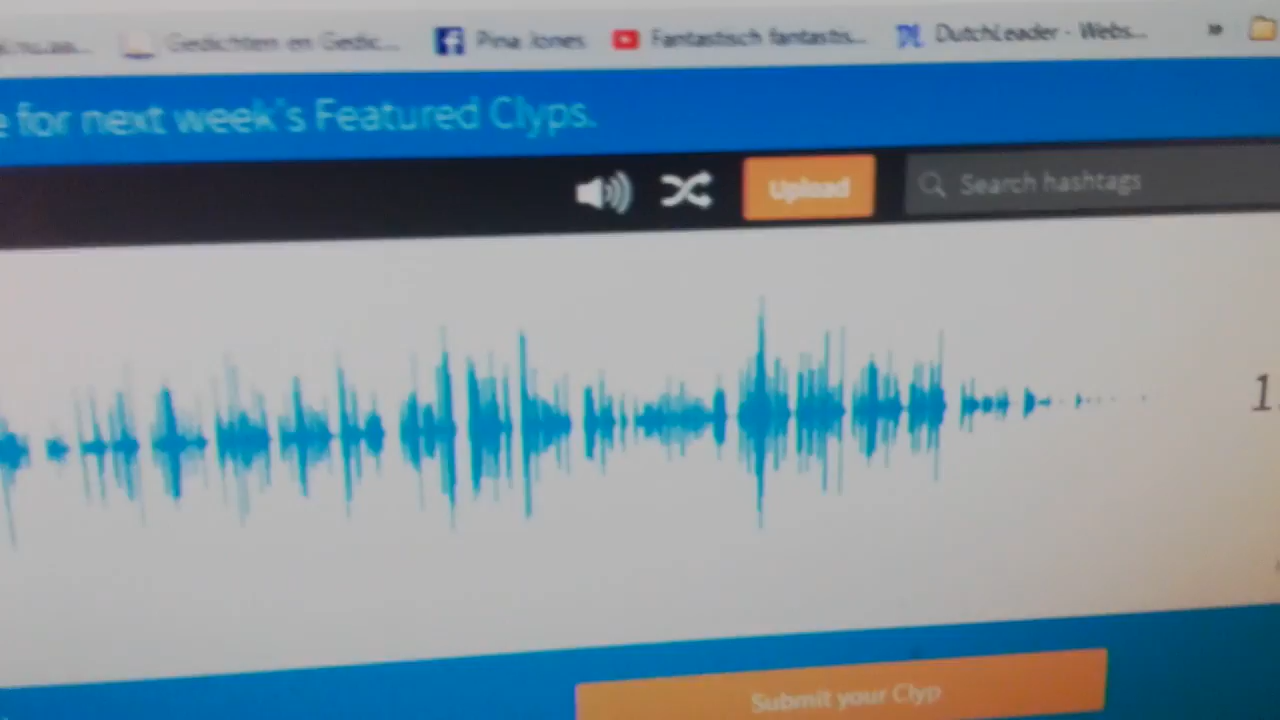 Gedichten en Gedic...
Pina Jones
Fantastisch fantastis...
DutchLeader - Webs...
»
e for next week's Featured Clyps.
Upload
Search hashtags
1
Submit your Clyp